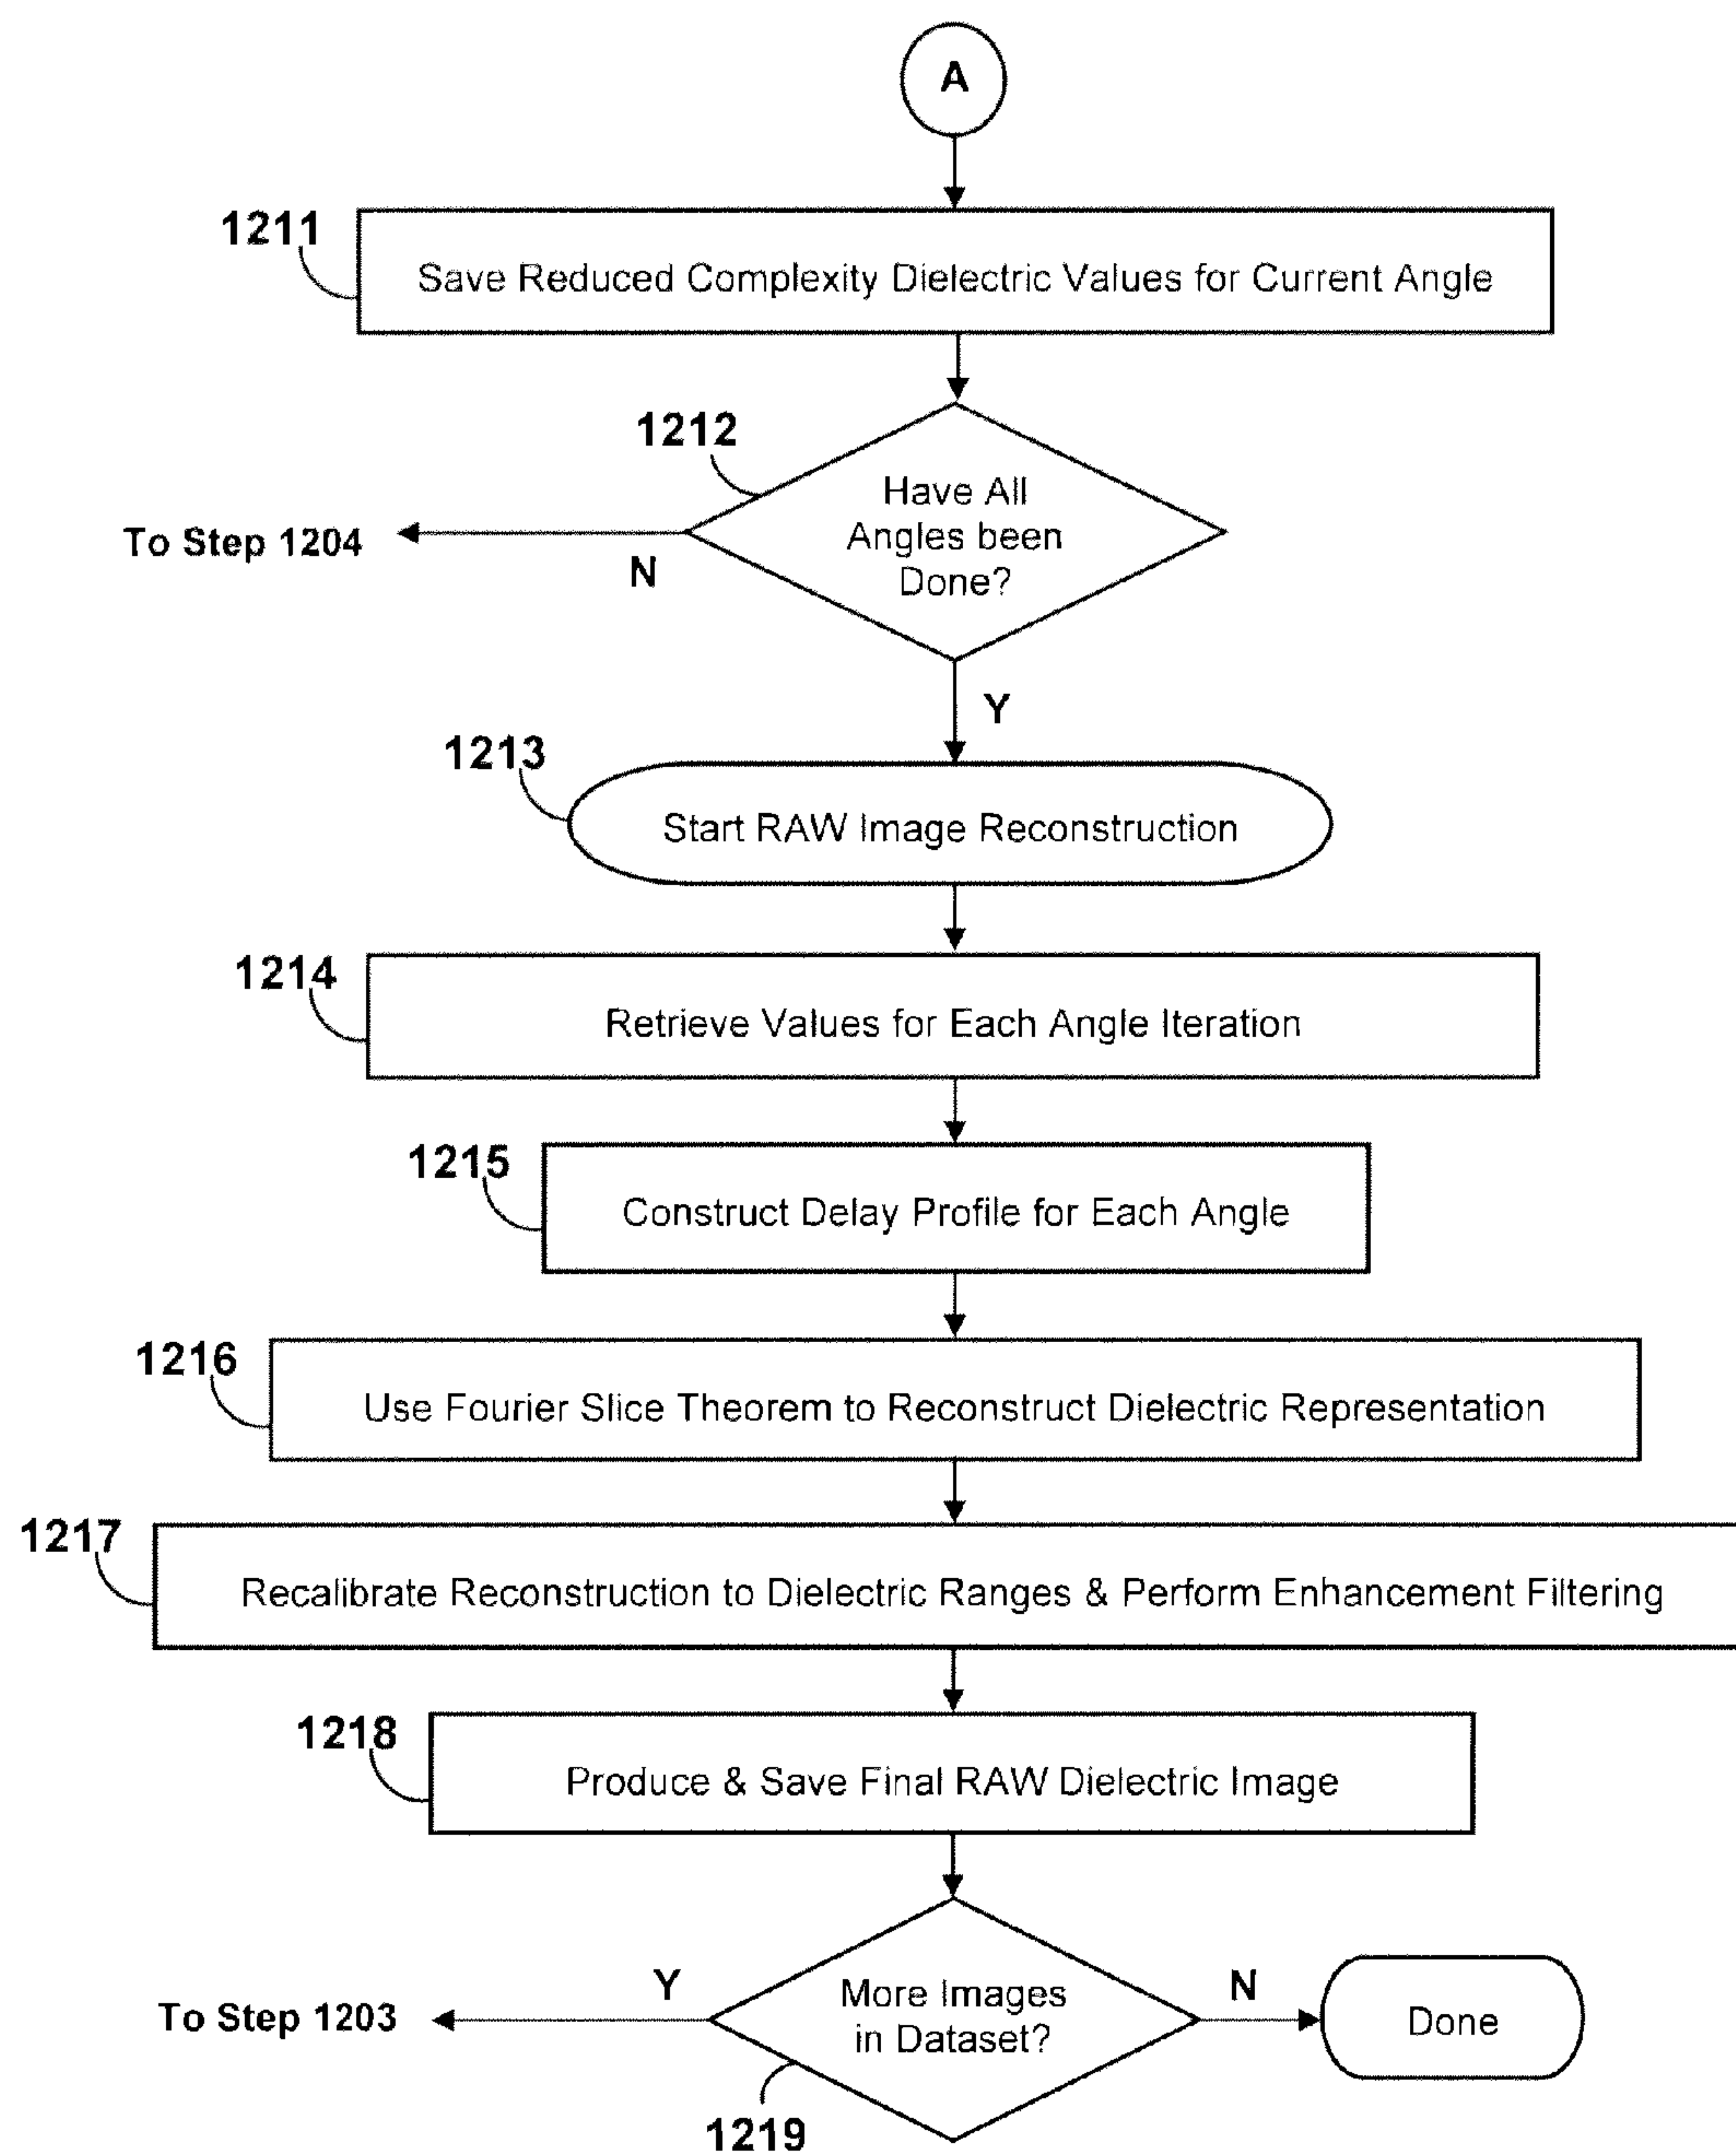 A
1211
Save Reduced Complexity Dielectric Values for Current Angle
1212
Have All
Angles been
Done?
To Step 1204
N
Y
1213
Start RAW Image Reconstruction
1214
Retrieve Values for Each Angle Iteration
1215
Construct Delay Profile for Each Angle
1216
Use Fourier Slice Theorem to Reconstruct Dielectric Representation
1217
Recalibrate Reconstruction to Dielectric Ranges & Perform Enhancement Filtering
1218
Produce & Save Final RAW Dielectric Image
To Step 1203
Y
More Images
in Dataset?
N
Done
1219